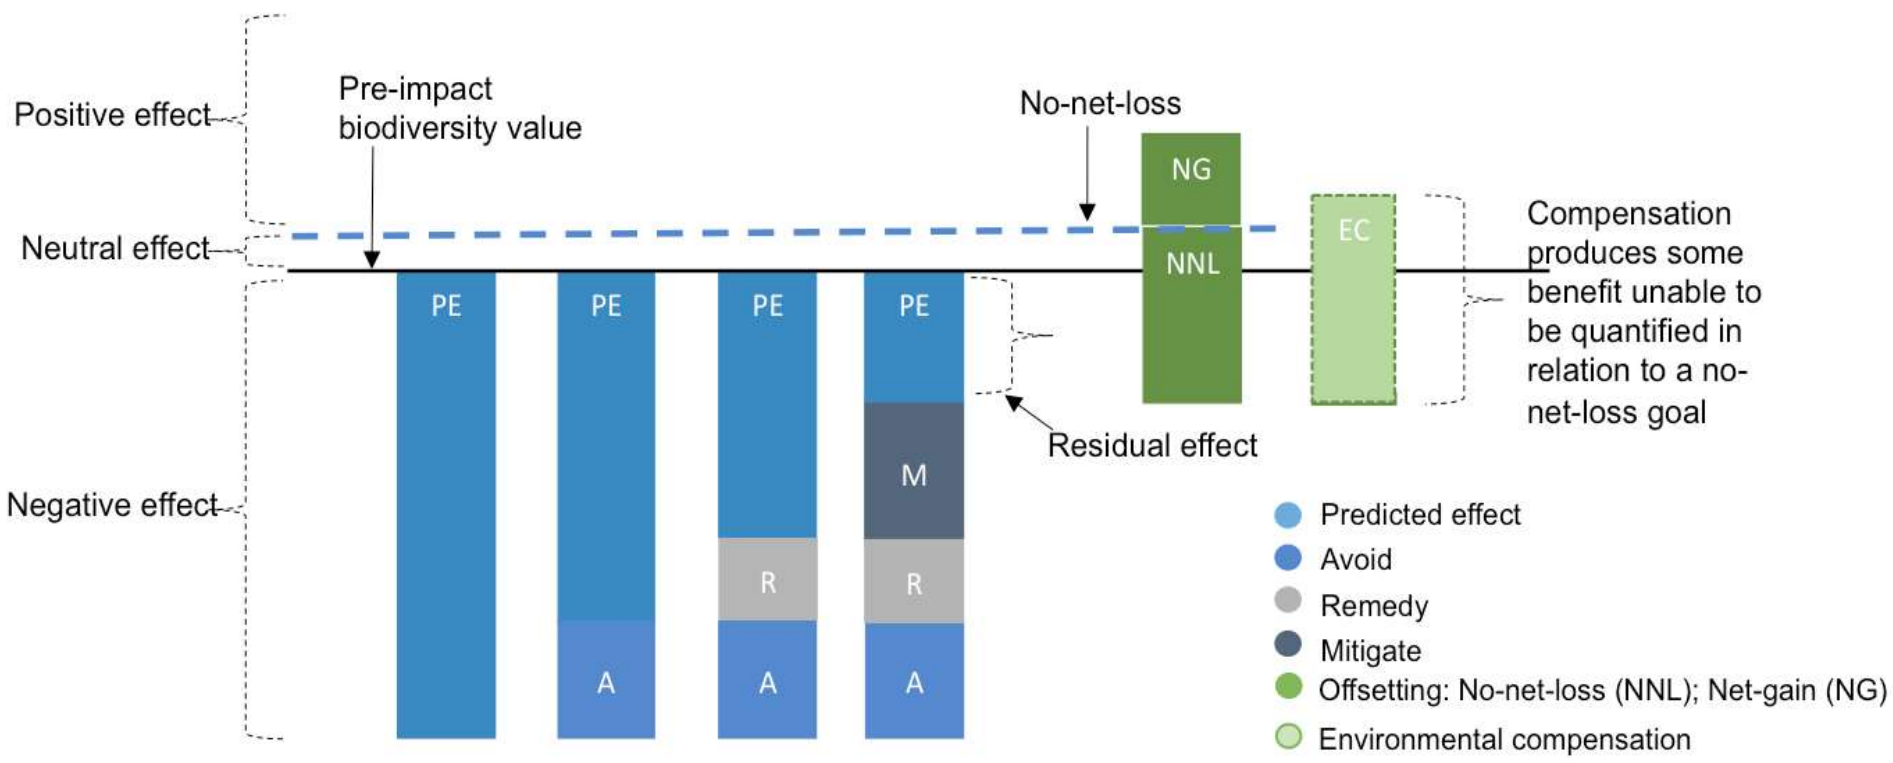 Positive effect
Pre-impact
biodiversity value
No-net-loss
NG
Neutral effect
NNL
EC
Compensation
produces some
benefit unable to
be quantified in
relation to a no-
net-loss goal
PE
PE
PE
PE
Residual effect
Negative effect
M
R
R
A
A
A
Predicted effect
Avoid
Remedy
Mitigate
Offsetting: No-net-loss (NNL); Net-gain (NG)
Environmental compensation